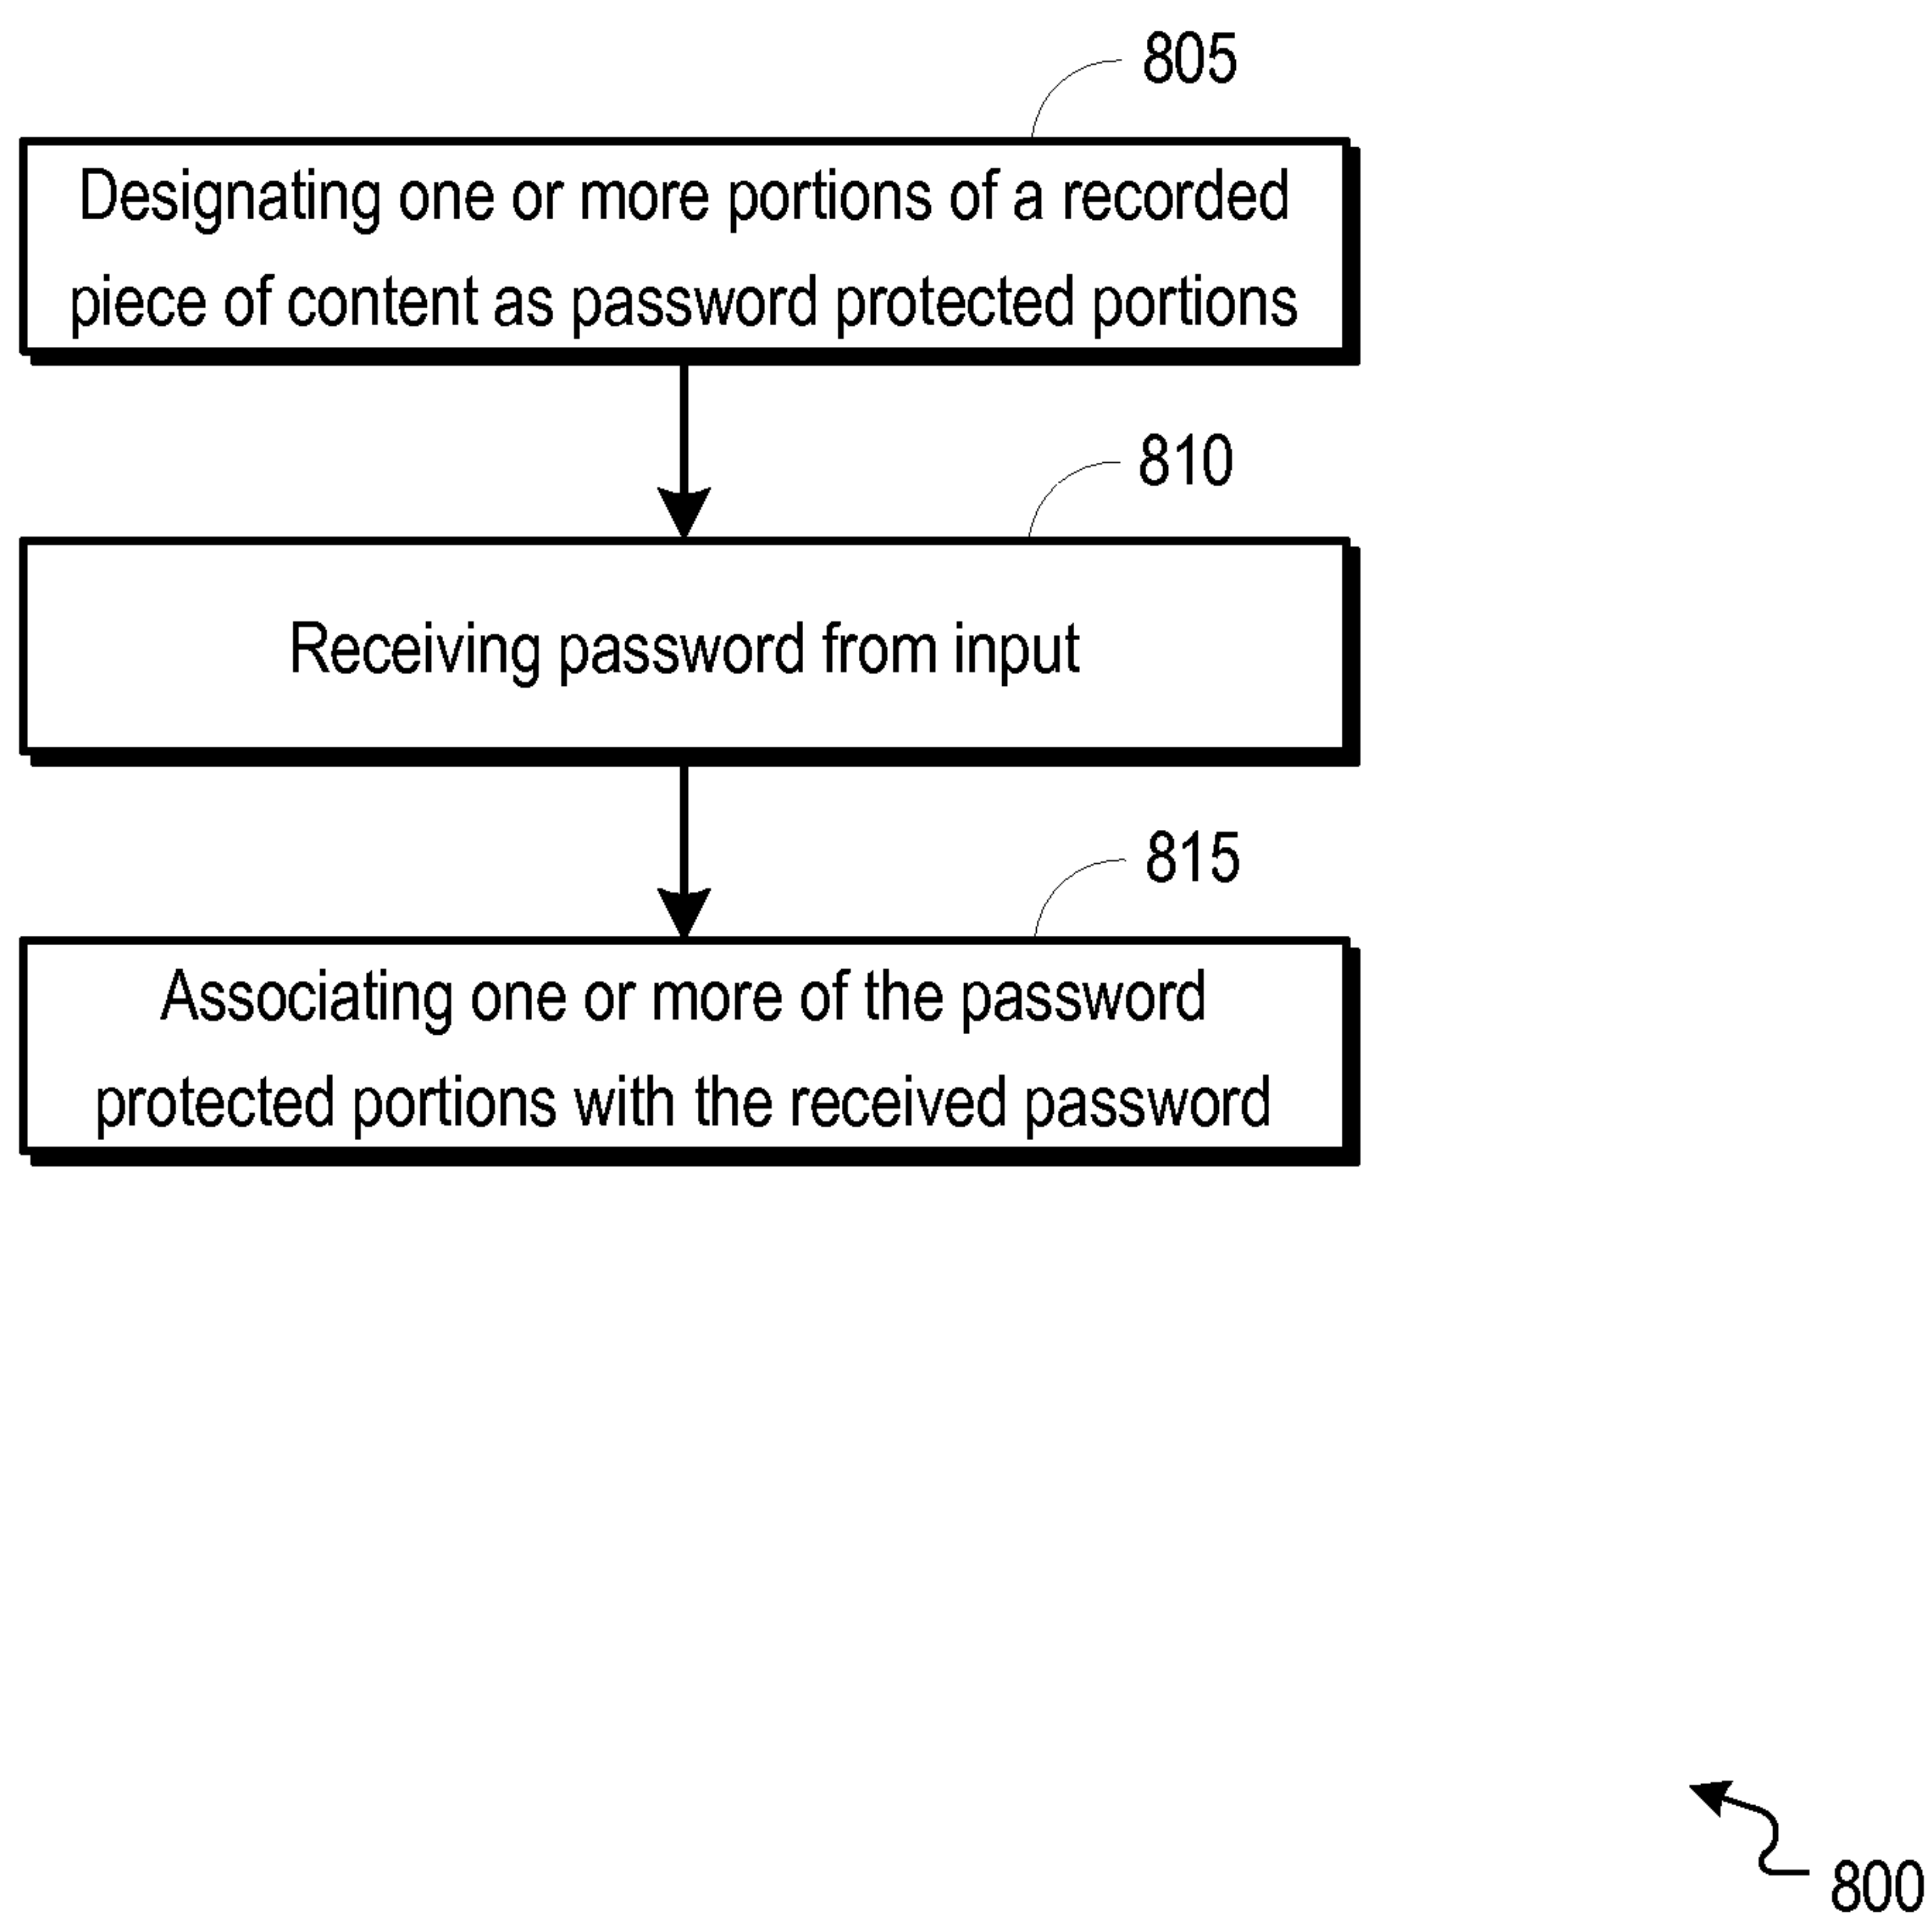 805
Designating one or more portions of a recorded
piece of content as password protected portions
810
Receiving password from input
815
Associating one or more of the password
protected portions with the received password
800